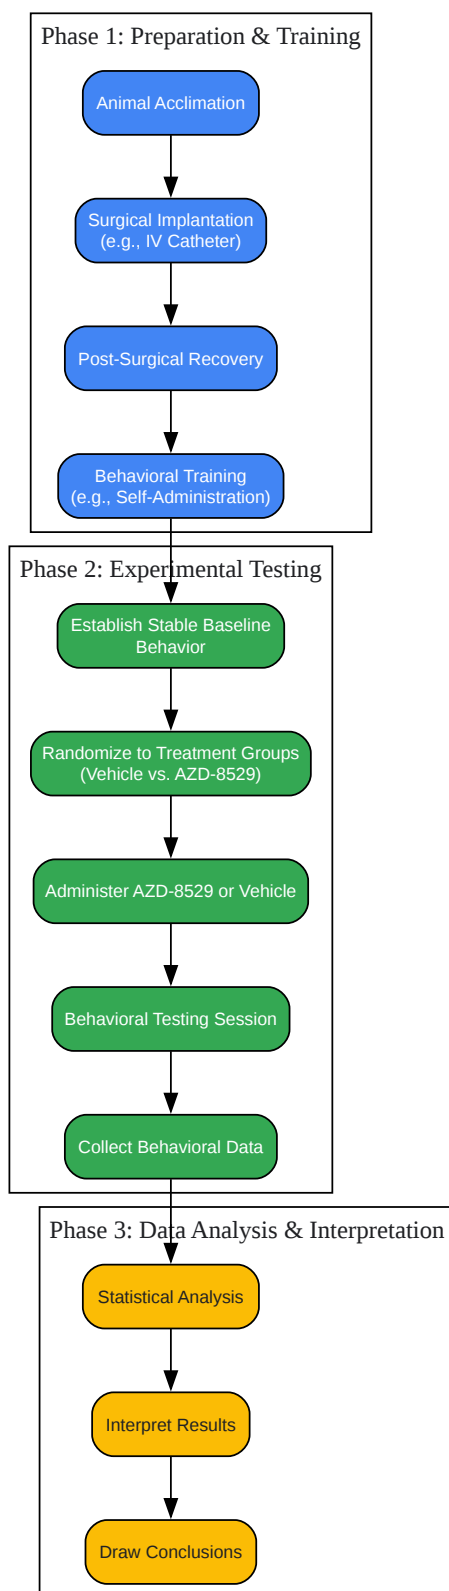 Phase 1: Preparation & Training
Animal Acclimation
Surgical Implantation
(e.g., IV Catheter)
Post-Surgical Recovery
Behavioral Training
(e.g., Self-Administration)
Phase 2: Experimental Testing
Establish Stable Baseline
Behavior
Randomize to Treatment Groups
(Vehicle vs. AZD-8529)
Administer AZD-8529 or Vehicle
Behavioral Testing Session
Collect Behavioral Data
Phase 3: Data Analysis & Interpretation
Statistical Analysis
Interpret Results
Draw Conclusions